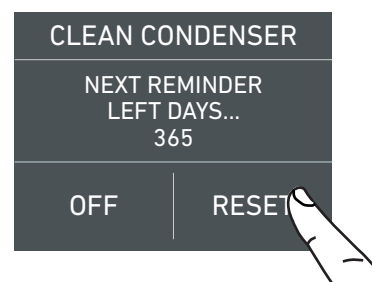 CLEAN CONDENSER
NEXT REMINDER
LEFT DAYS...
365
OFF
RESET